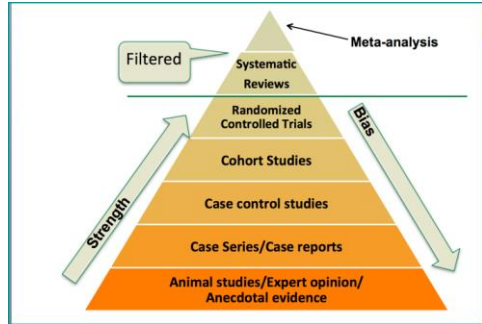 Meta-analysis
Filtered
Systematic
Reviews
Randomized
Controlled Trials
Cohort Studies
Case control studies
Case Series/Case reports
Animal studies/Expert opinion/
Anecdotal evidence
Strength
Bias